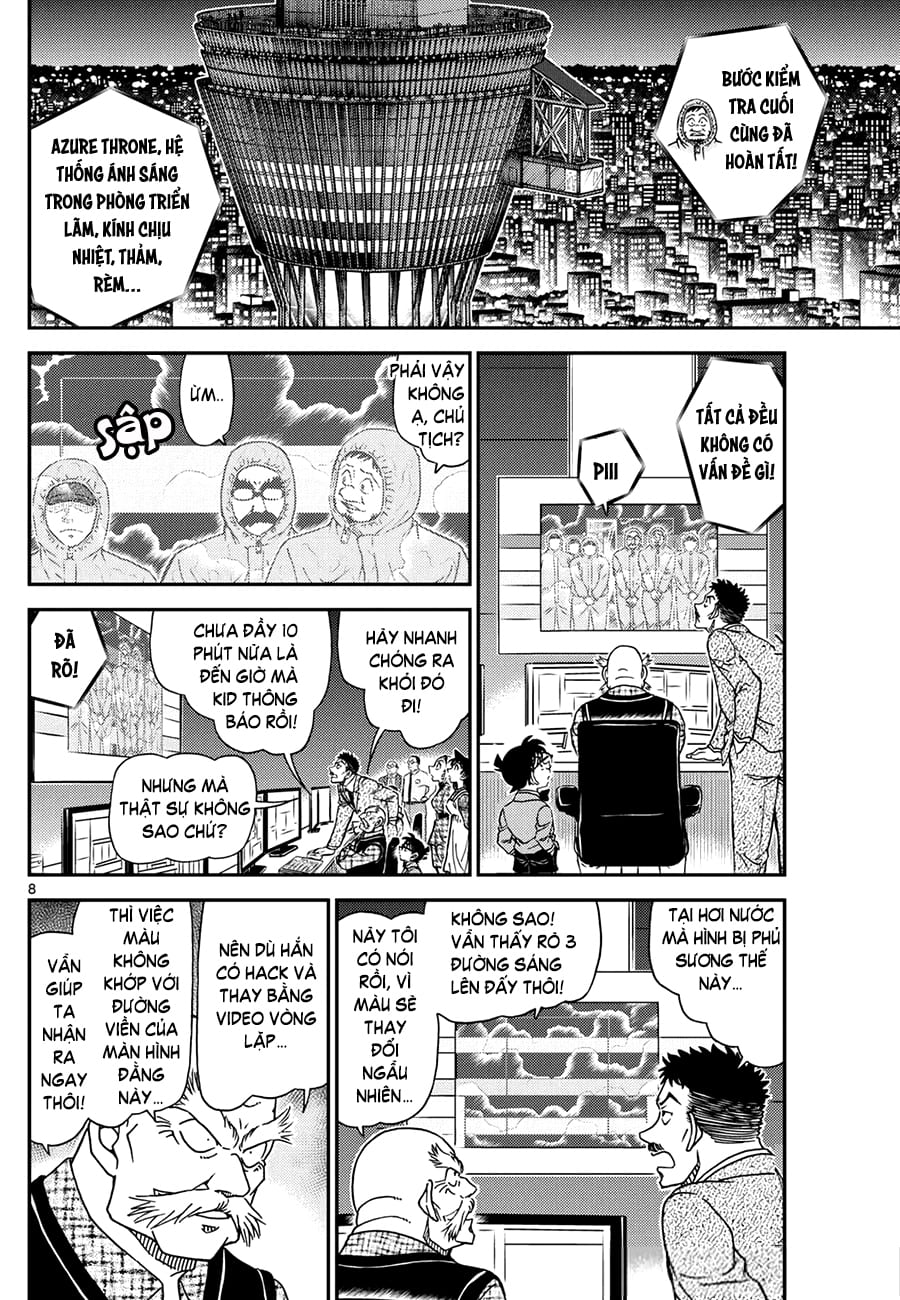 BƯỚC KIỂM
TRA CUỐI
CÙNG ĐÃ
HOÀN TẤT!
AZURE THRONE, HỆ
THỐNG ÁNH SÁNG
TRONG PHÒNG TRIỂN
LÃM, KÍNH CHỊU
NHIỆT, THẢM,
RÈM...
TẤT CẢ ĐỀU
KHÔNG CÓ
VẤN ĐỀ GÌ!
PIII
PHẢI VẬY
KHÔNG
Ạ, CHỦ
TỊCH?
ỪM..
sập
HÃY NHANH
CHÓNG RA
KHỎI ĐÓ
ĐI!
CHƯA ĐẦY 10
PHÚT NỮA LÀ
ĐẾN GIỜ MÀ
KID THÔNG
BÁO RỒI!
NHƯNG MÀ
THẬT SỰ KHÔNG
SAO CHỨ?
ĐÃ
RÕ!
8
TẠI HƠI NƯỚC
MÀ HÌNH BỊ PHỦ
SƯƠNG THẾ
NÀY...
KHÔNG SAO!
VẪN THẤY RÕ 3
ĐƯỜNG SÁNG
LÊN ĐẤY THÔI!
NÀY TÔI
CÓ NÓI
RỒI, VÌ
MÀU SẼ
THAY
ĐỔI
NGẪU
NHIÊN...
NÊN DÙ HẮN
CÓ HACK VÀ
THAY BẰNG
VIDEO VÒNG
LẶP...
THÌ VIỆC
MÀU
KHÔNG
KHỚP VỚI
ĐƯỜNG
VIỀN CỦA
MÀN HÌNH
ĐẰNG
NÀY...
VẪN
GIÚP
TA
NHẬN
RA
NGAY
THÔI!